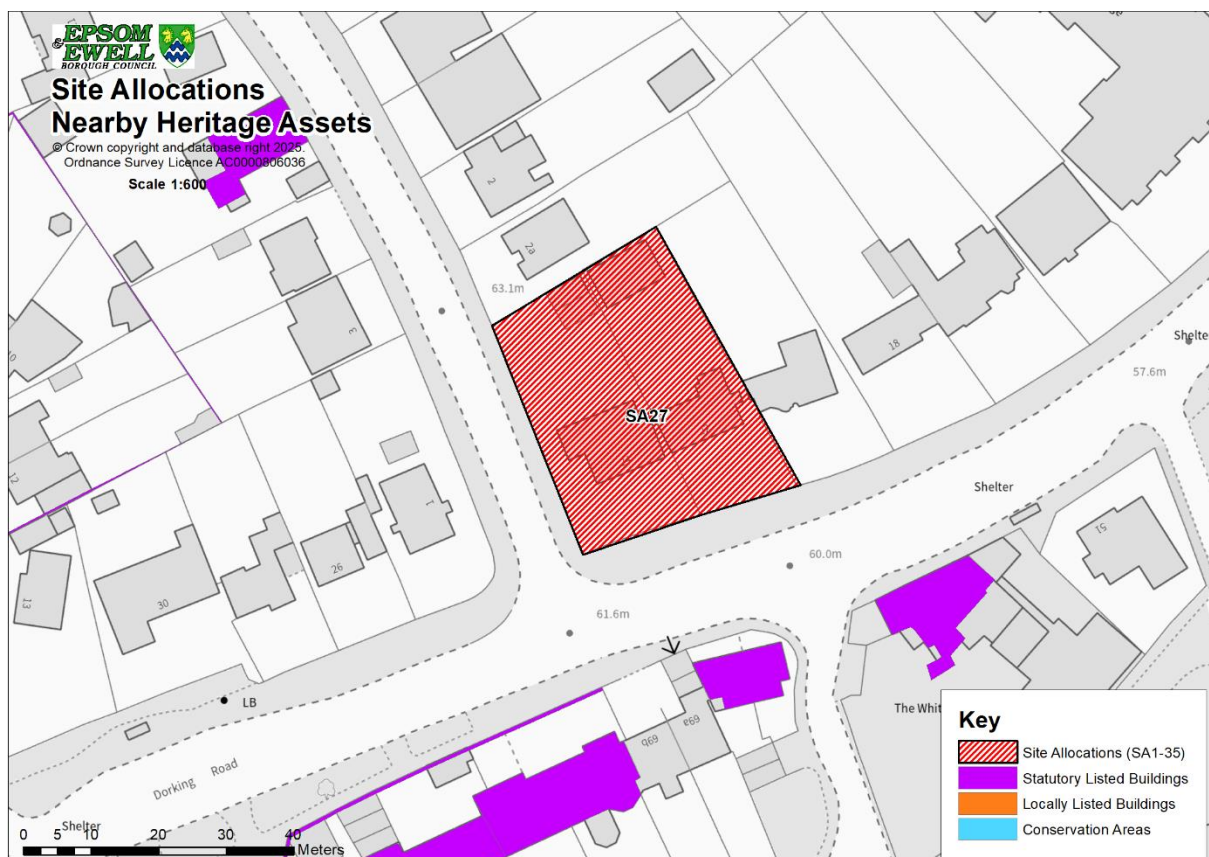 EPSOM
& EWELL
BOROUGH COUNCIL
Site Allocations
Nearby Heritage Assets
© Crown copyright and database right 2025.
Ordnance Survey Licence AC0000806036
Scale 1:600
2
2a
63.1m
3
18
Shelte
57.6m
SA27
12
1
Shelter
51
60.0m
26
30
13
61.6m
LB
69a
69b
The Whit
Dorking Road
Shelter
0 5 10 20 30 40
Meters
Key
Site Allocations (SA1-35)
Statutory Listed Buildings
Locally Listed Buildings
Conservation Areas